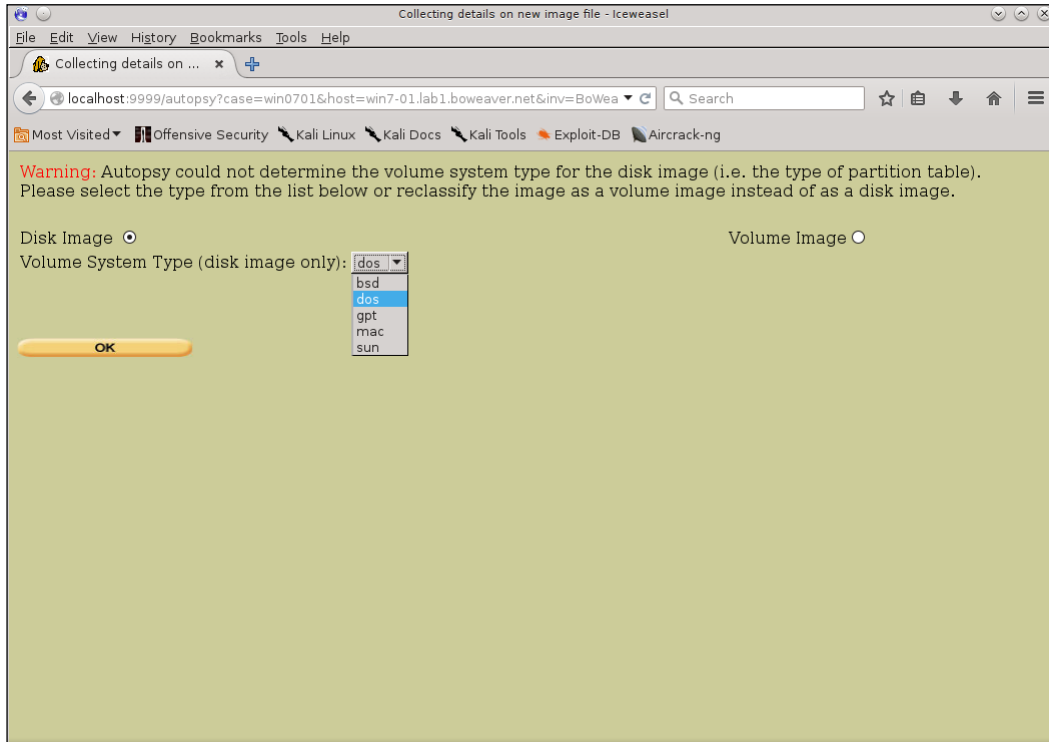 Collecting details on new image file - Iceweasel
File Edit View History Bookmarks Tools Help
Collecting details on ...
localhost:9999/autopsy?case=win0701&host=win7-01.lab1.boweaver.net&inv=BoWea
Search
Most Visited Offensive Security Kali Linux Kali Docs Kali Tools Exploit-DB Aircrack-ng
Warning: Autopsy could not determine the volume system type for the disk image (i.e. the type of partition table).
Please select the type from the list below or reclassify the image as a volume image instead of as a disk image.
Disk Image
Volume Image
Volume System Type (disk image only): dos
bsd
dos
gpt
mac
sun
OK